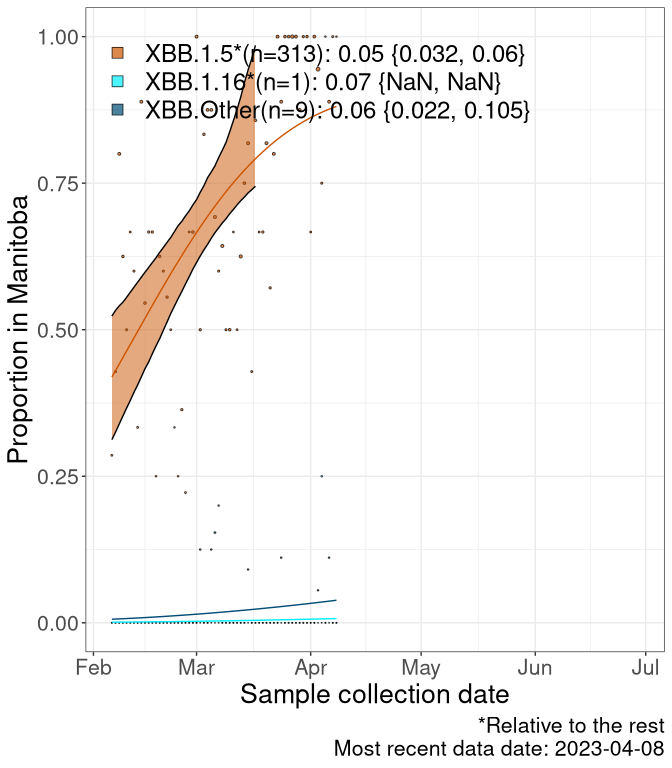 1.00
XBB.1.5*(n=313): 0.05 {0.032, 0.06}
XBB.1.16*(n=1): 0.07 {NaN, NaN}
XBB.Other(n=9): 0.06 {0.022, 0.105}
0.75
0.50
0.25
0.00
Proportion in Manitoba
Feb Mar Apr May Jun Jul
Sample collection date
*Relative to the rest
Most recent data date: 2023-04-08